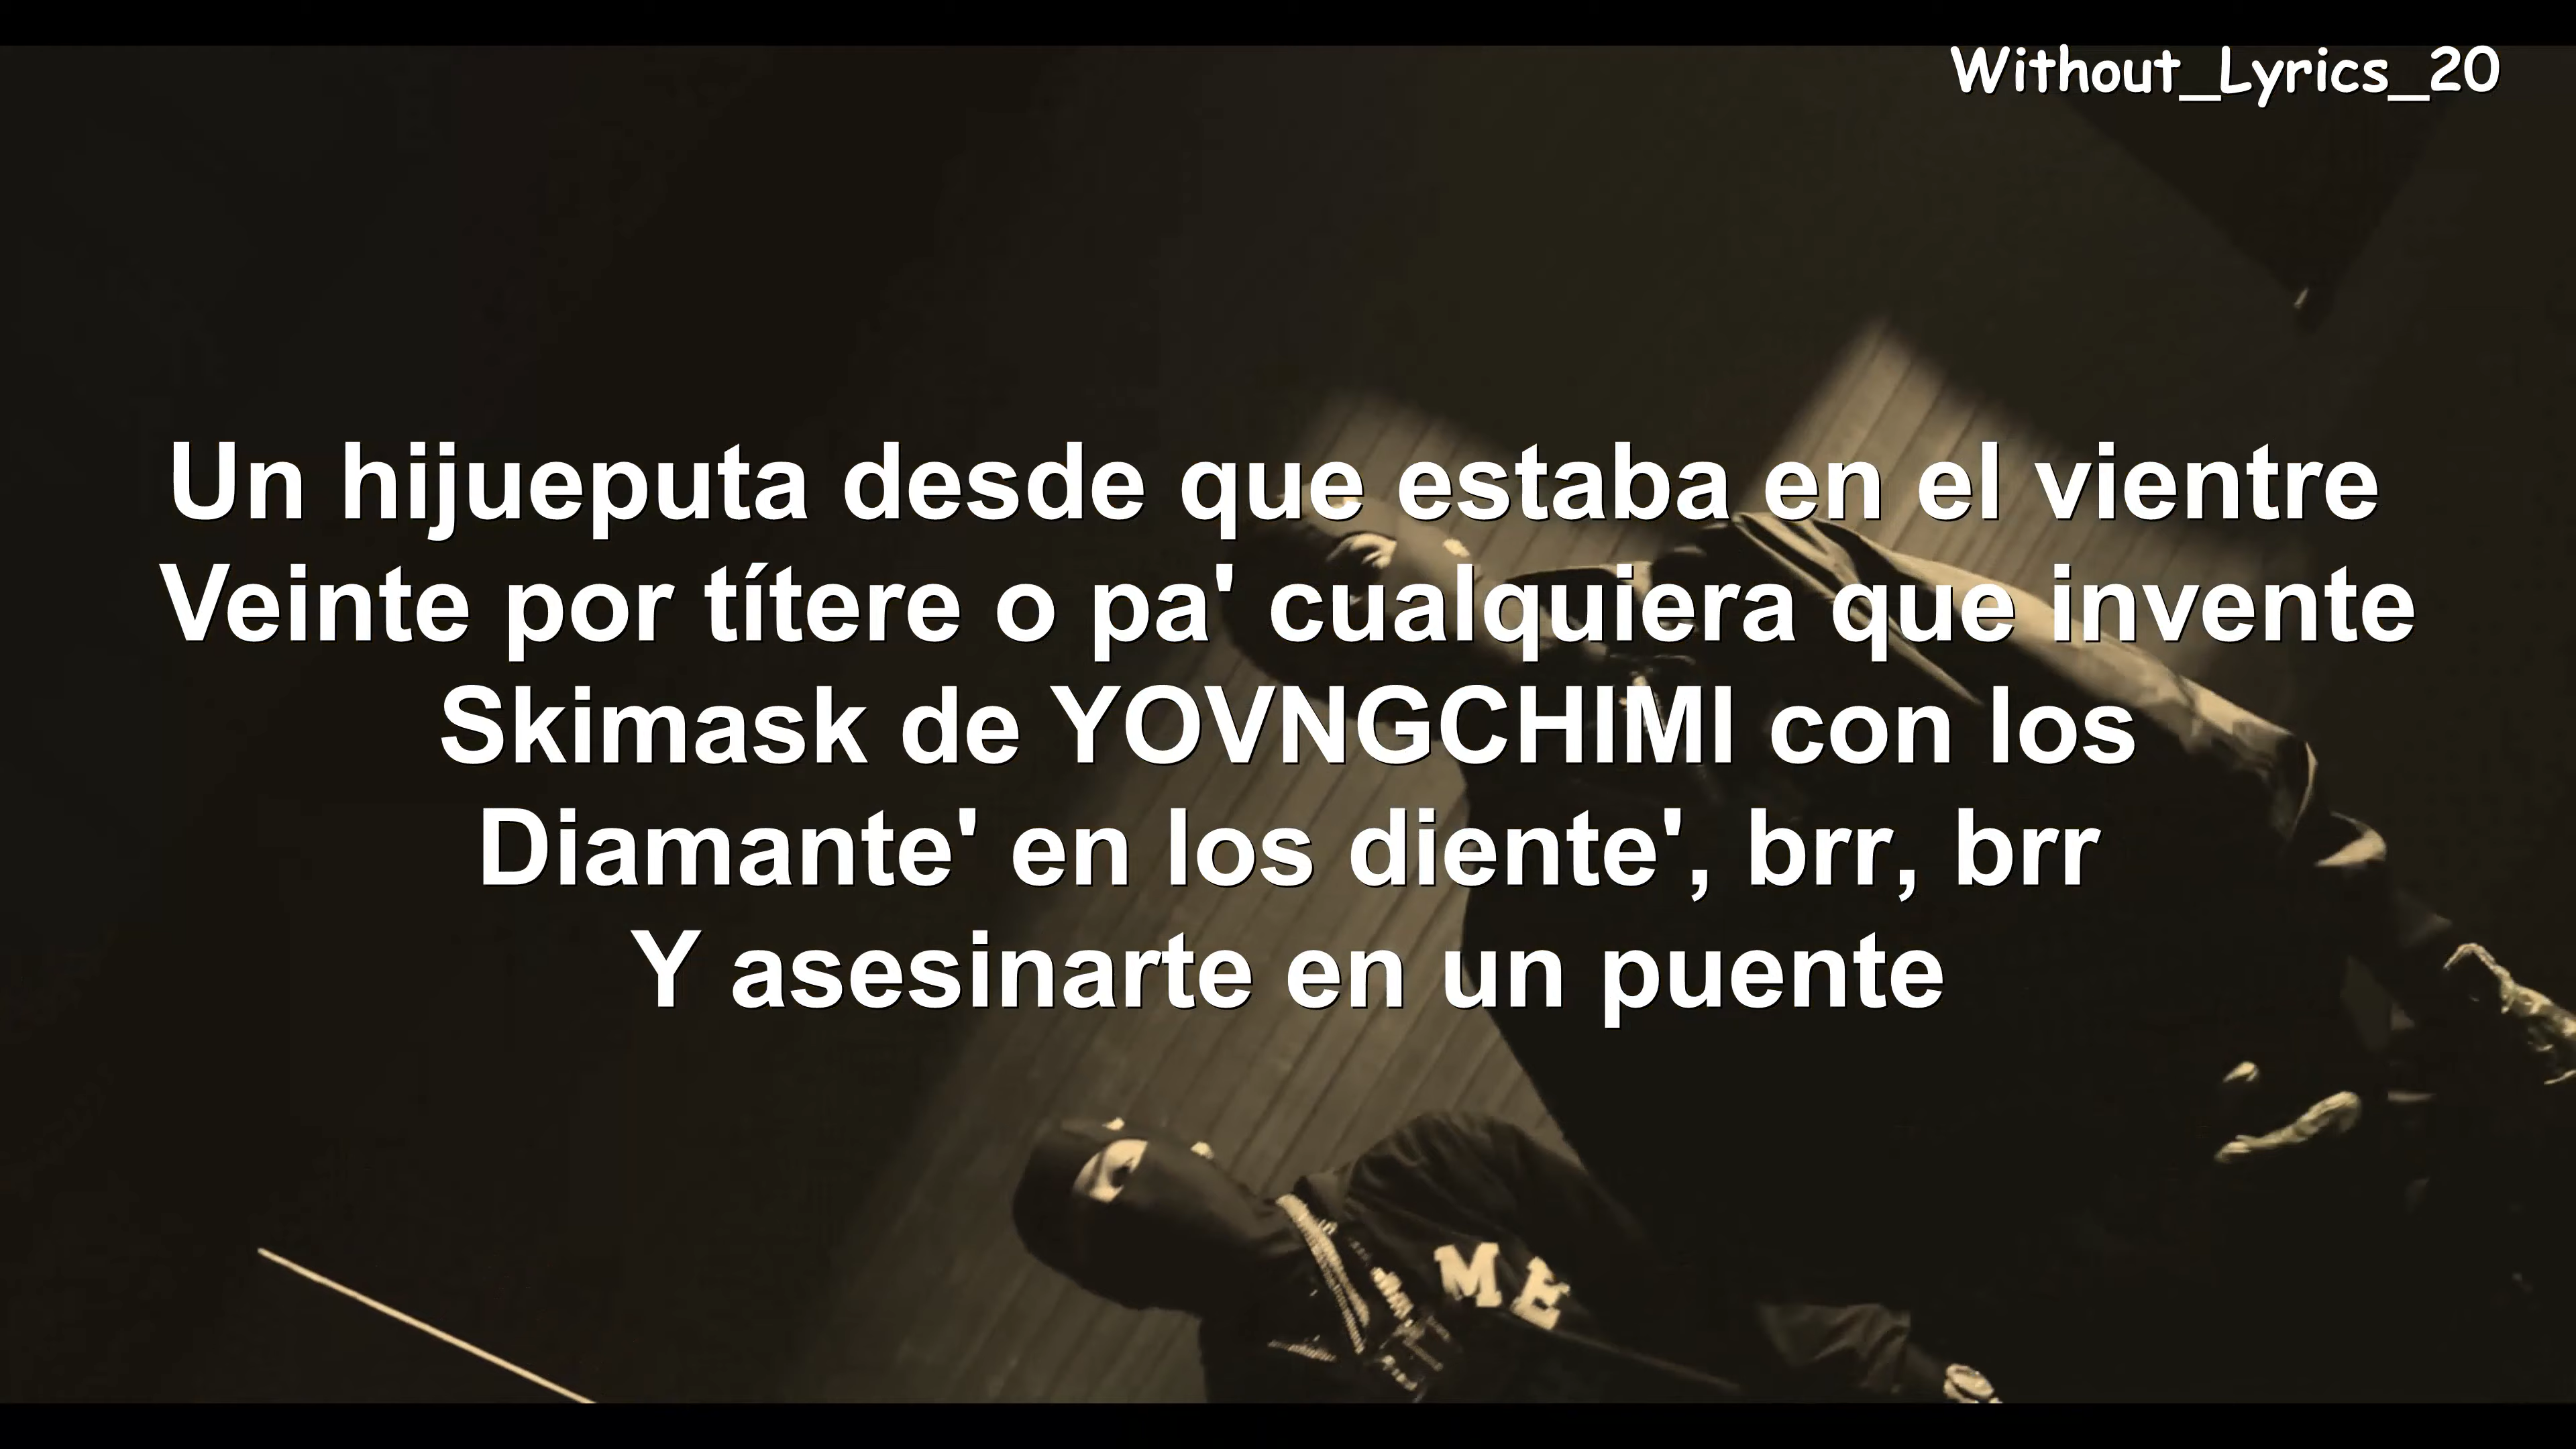 Without_Lyrics_20
Un hijueputa desde que estaba en el vientre
Veinte por títere o pa' cualquiera que invente
Skimask de YOVNGCHIMI con los
Diamante' en los diente', brr, brr
Y asesinarte en un puente
ME